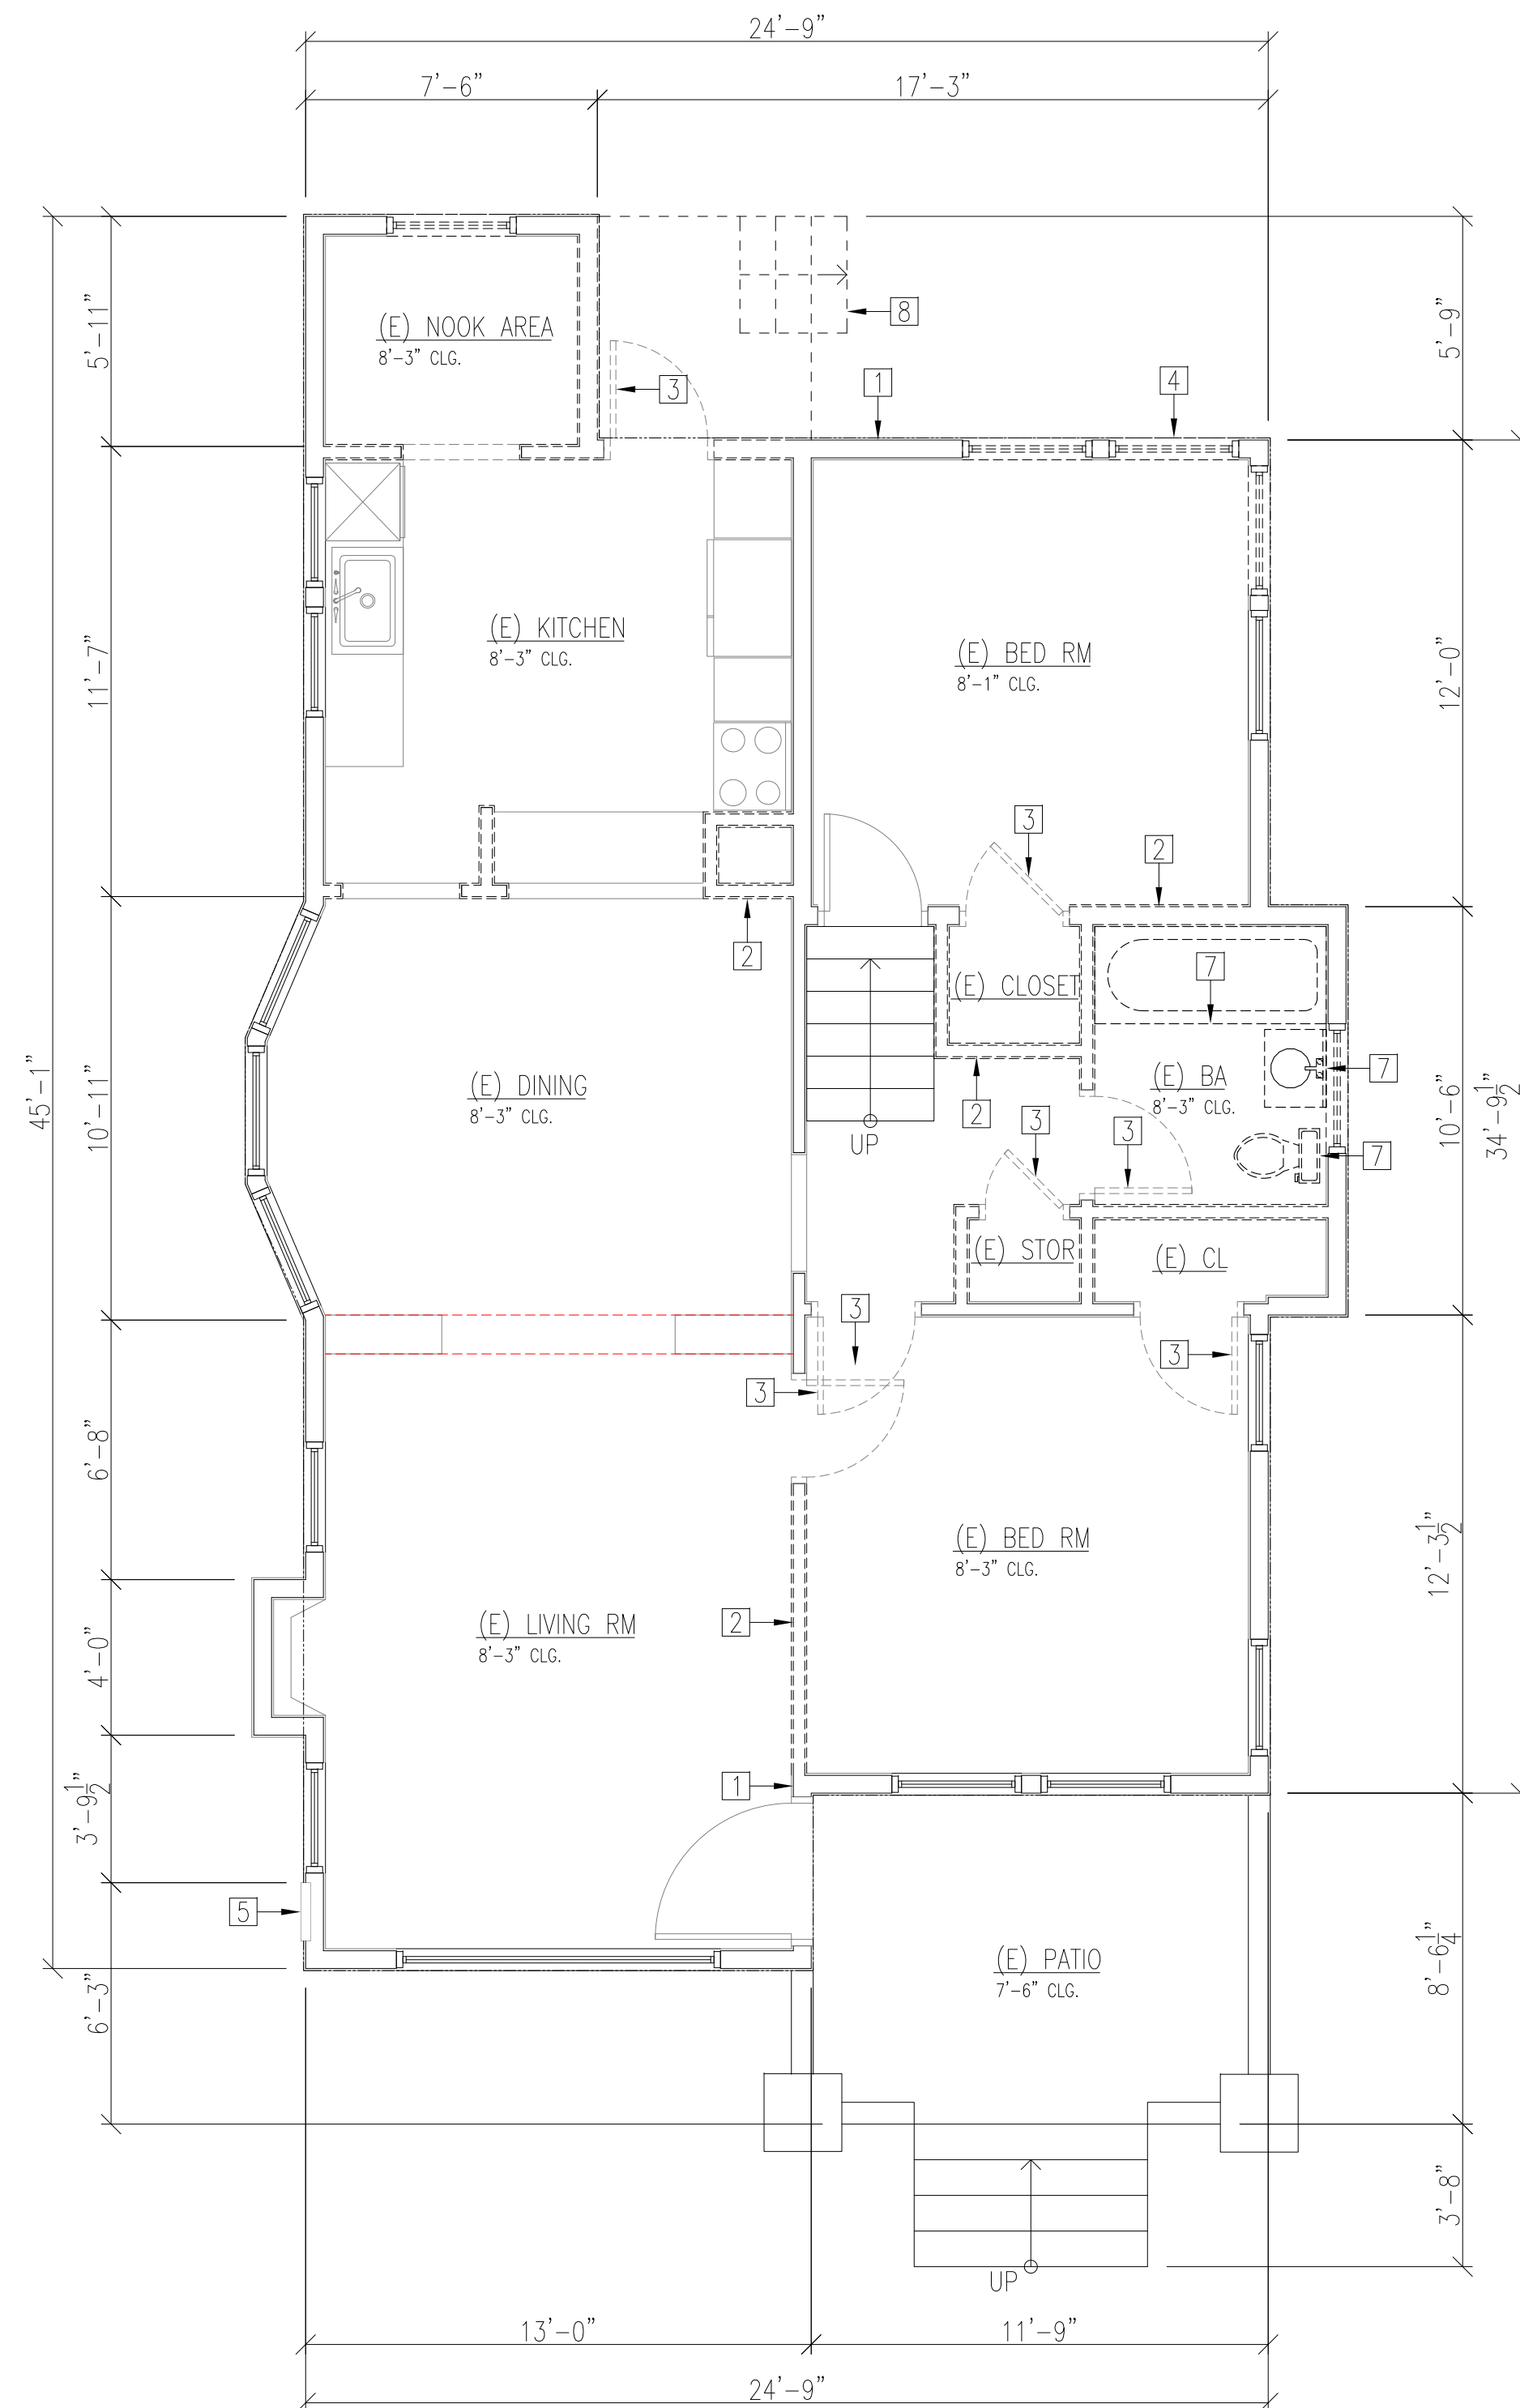 24'-9"
7'-6"
17'-3"
5'-11"
5'-9"
(E) NOOK AREA
8'-3" CLG.
8
3
1
4
11'-7"
(E) KITCHEN
8'-3" CLG.
(E) BED RM
8'-1" CLG.
12'-0"
3
2
2
(E) CLOSET
7
45'-1"
10'-11"
(E) DINING
8'-3" CLG.
UP
2
(E) BA
8'-3" CLG.
7
10'-6"
34'-9 1/2"
3
3
7
(E) STOR
(E) CL
3
3
3
6'-8"
(E) BED RM
8'-3" CLG.
12'-3 1/2"
(E) LIVING RM
8'-3" CLG.
2
4'-0"
3'-9 1/2"
1
5
(E) PATIO
7'-6" CLG.
8'-6 1/4"
6'-3"
3'-8"
UP
13'-0"
11'-9"
24'-9"